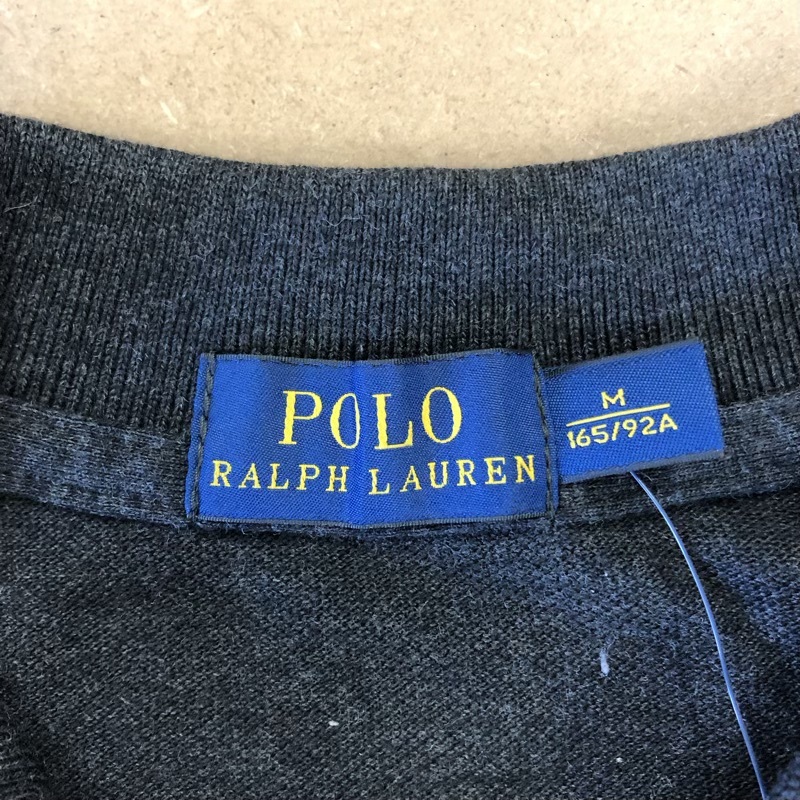 POLO
RALPH LAUREN
M
165/92A